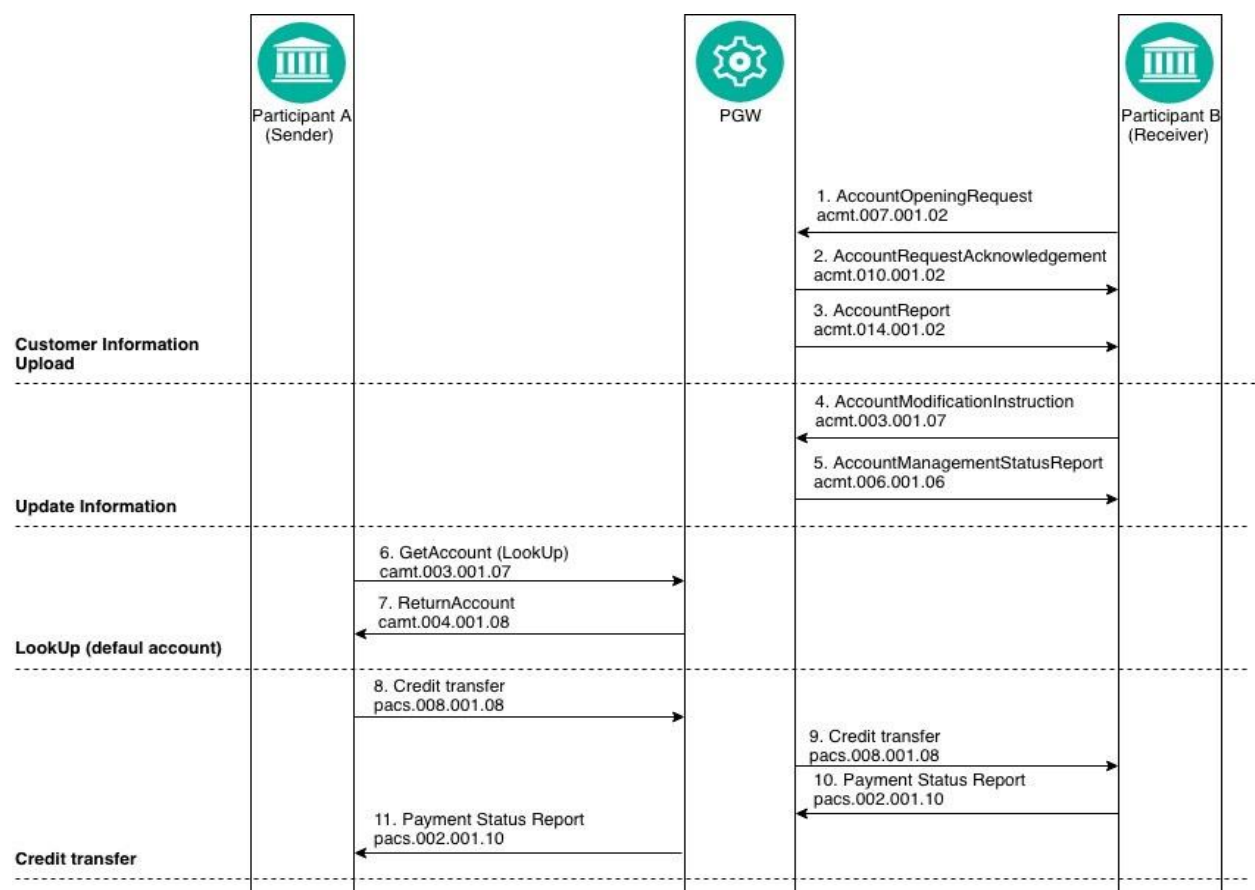 Participant A
(Sender)
PGW
Participant B
(Receiver)
1. AccountOpeningRequest
acmt.007.001.02
2. AccountRequestAcknowledgement
acmt.010.001.02
3. AccountReport
acmt.014.001.02
Customer Information
Upload
4. AccountModificationInstruction
acmt.003.001.07
5. AccountManagementStatusReport
acmt.006.001.06
Update Information
6. GetAccount (LookUp)
camt.003.001.07
7. ReturnAccount
camt.004.001.08
LookUp (defaul account)
8. Credit transfer
pacs.008.001.08
9. Credit transfer
pacs.008.001.08
10. Payment Status Report
pacs.002.001.10
11. Payment Status Report
pacs.002.001.10
Credit transfer